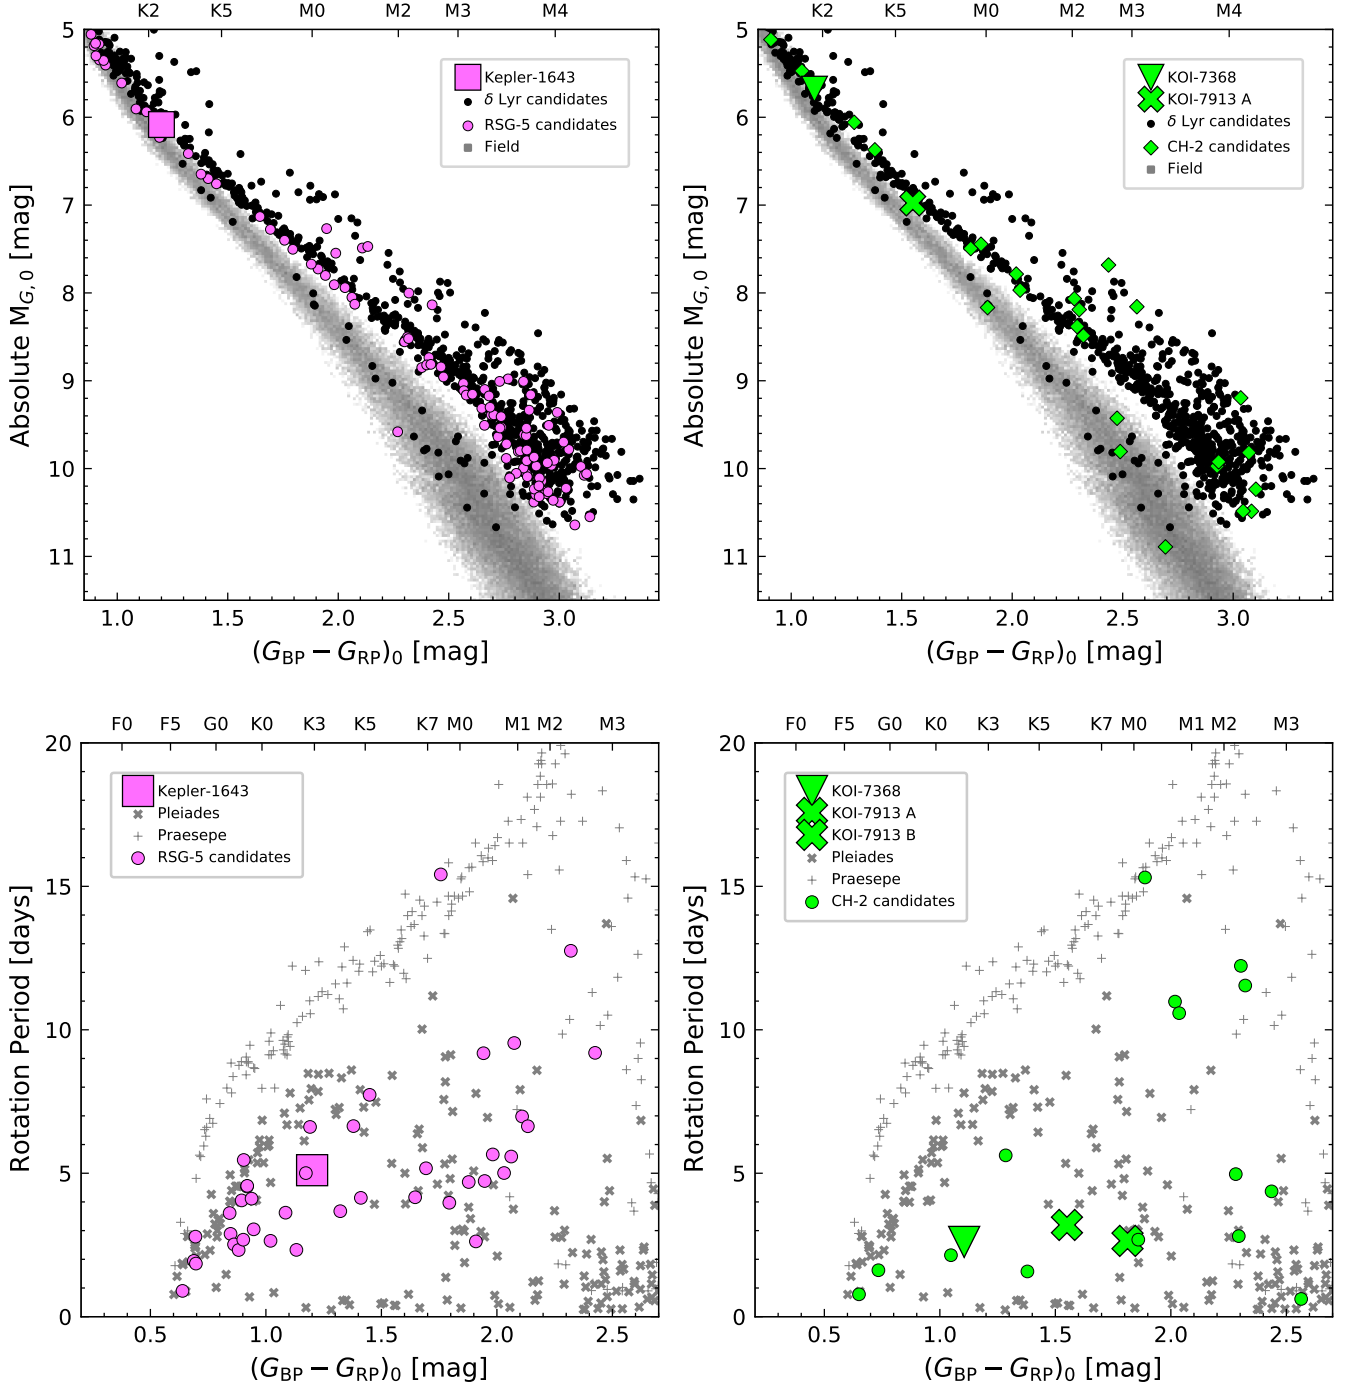 K2 K5 M0 M2 M3 M4
5
6
7
8
9
10
11
Absolute M_{G, 0} [mag]
Kepler-1643
δ Lyr candidates
RSG-5 candidates
Field
1.0 1.5 2.0 2.5 3.0
(G_BP − G_RP)_0 [mag]
K2 K5 M0 M2 M3 M4
5
6
7
8
9
10
11
Absolute M_{G, 0} [mag]
KOI-7368
KOI-7913 A
δ Lyr candidates
CH-2 candidates
Field
1.0 1.5 2.0 2.5 3.0
(G_BP − G_RP)_0 [mag]
F0 F5 G0 K0 K3 K5 K7 M0 M1 M2 M3
20
15
10
5
0
Rotation Period [days]
Kepler-1643
Pleiades
Praesepe
RSG-5 candidates
0.5 1.0 1.5 2.0 2.5
(G_BP − G_RP)_0 [mag]
F0 F5 G0 K0 K3 K5 K7 M0 M1 M2 M3
20
15
10
5
0
Rotation Period [days]
KOI-7368
KOI-7913 A
KOI-7913 B
Pleiades
Praesepe
CH-2 candidates
0.5 1.0 1.5 2.0 2.5
(G_BP − G_RP)_0 [mag]